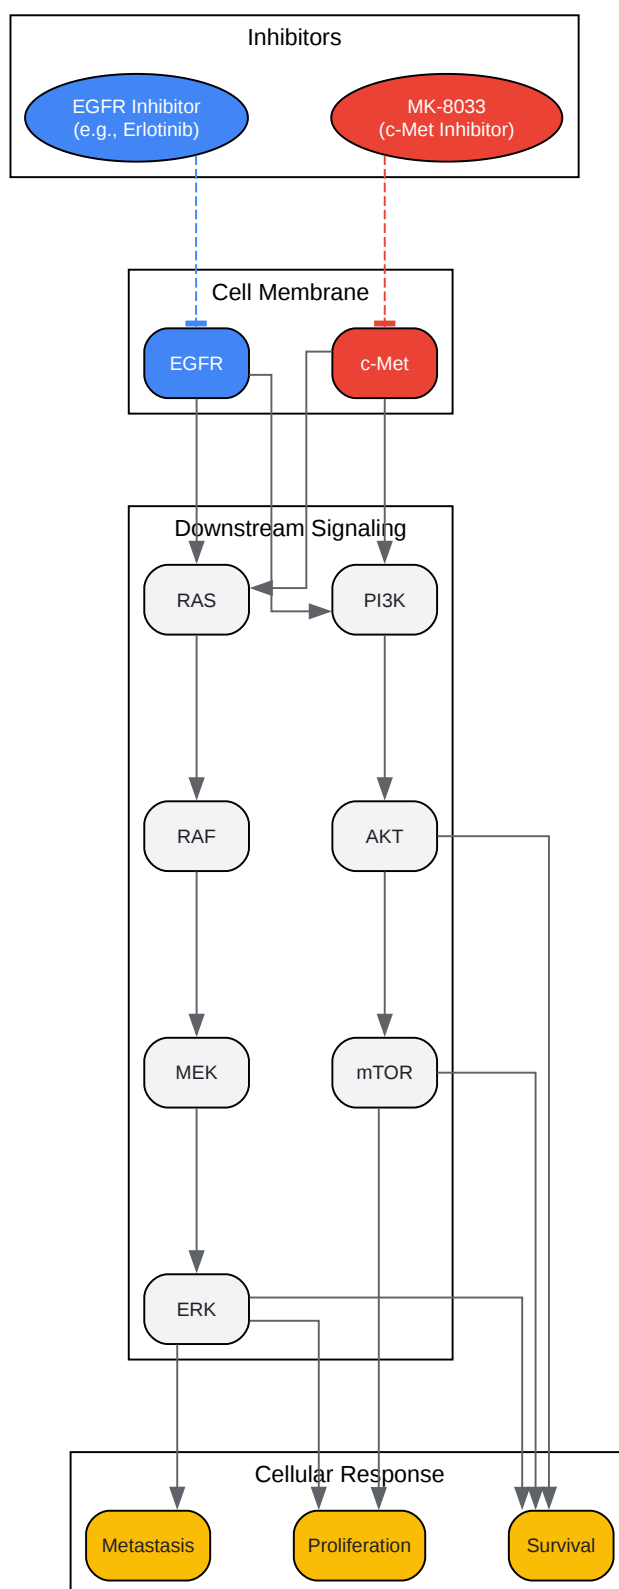 Inhibitors
EGFR Inhibitor
(e.g., Erlotinib)
MK-8033
(c-Met Inhibitor)
Cell Membrane
EGFR
c-Met
Downstream Signaling
RAS
PI3K
RAF
AKT
MEK
mTOR
ERK
Cellular Response
Metastasis
Proliferation
Survival